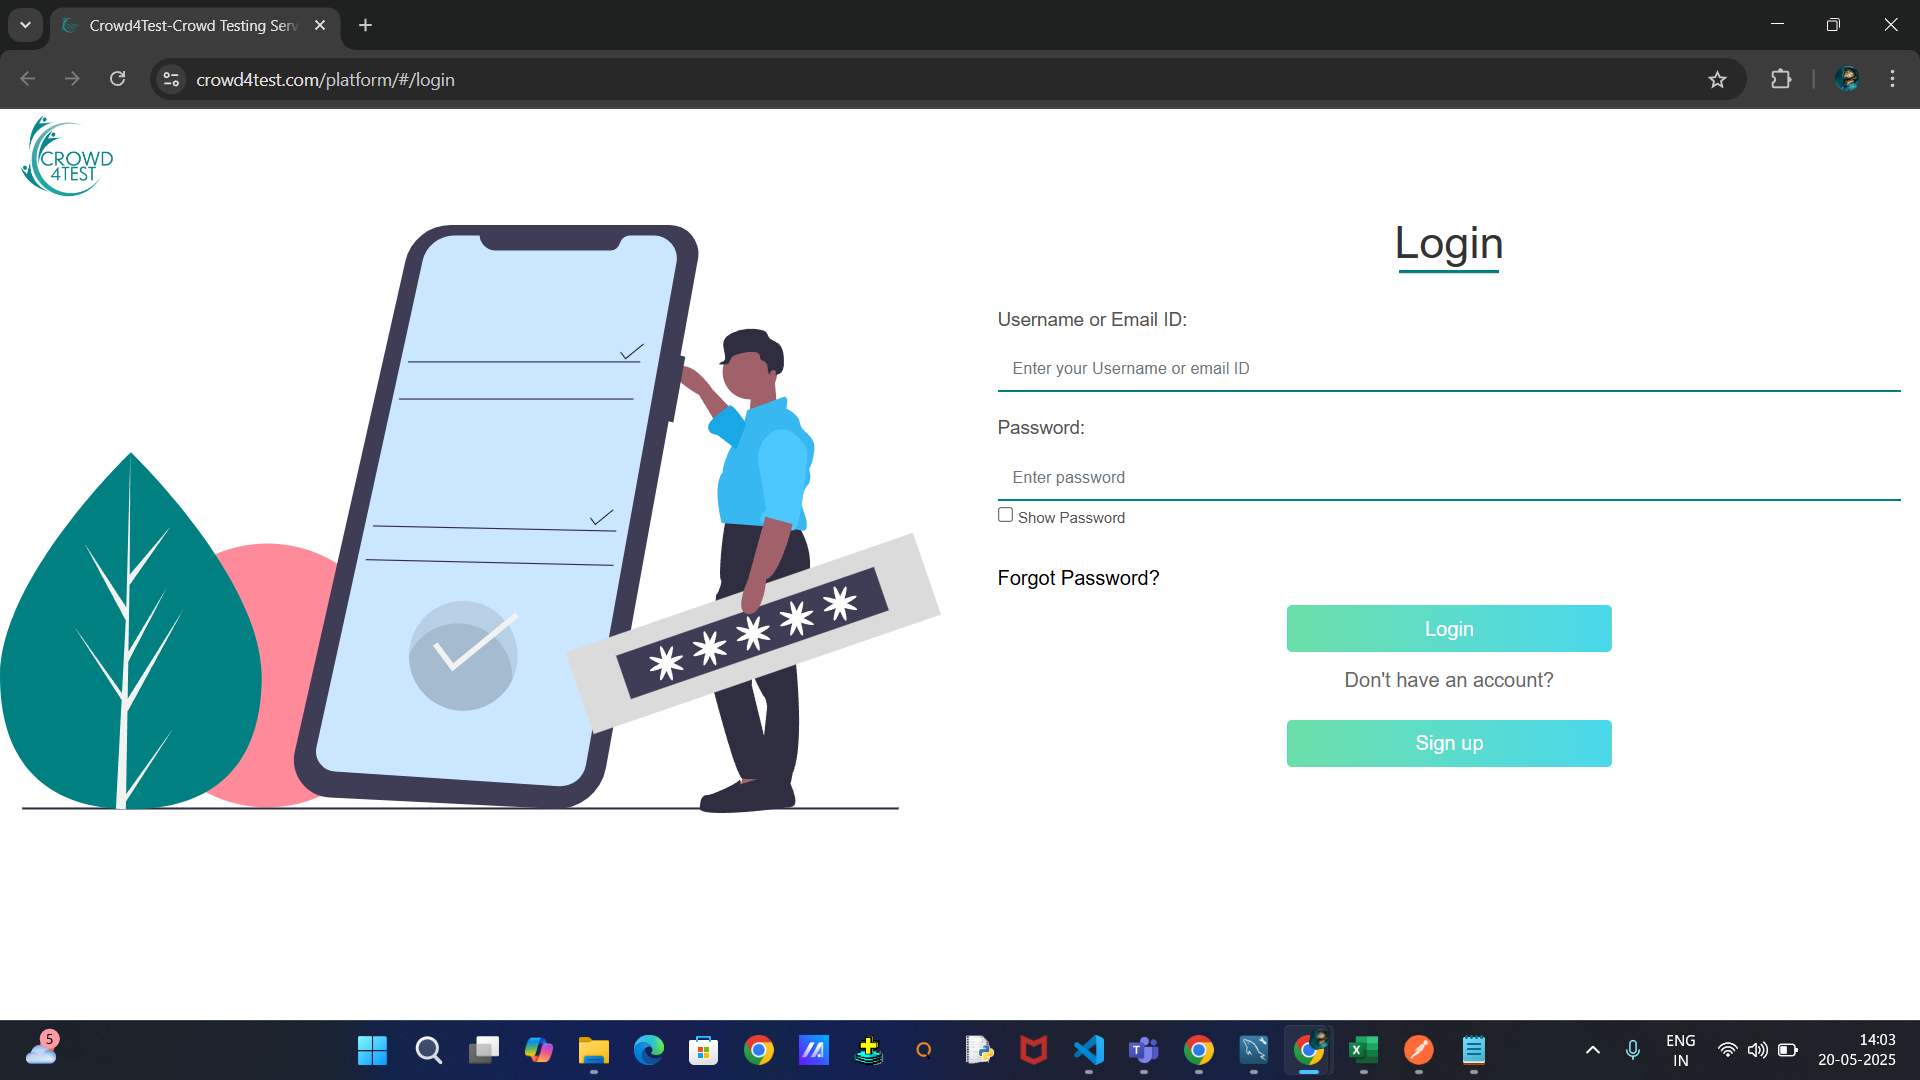 Crowd4Test-Crowd Testing Serv
crowd4test.com/platform/#/login
CROWD
4TEST
Login
Username or Email ID:
Enter your Username or email ID
Password:
Enter password
Show Password
Forgot Password?
Login
Don't have an account?
Sign up
5
ENG
IN
14:03
20-05-2025